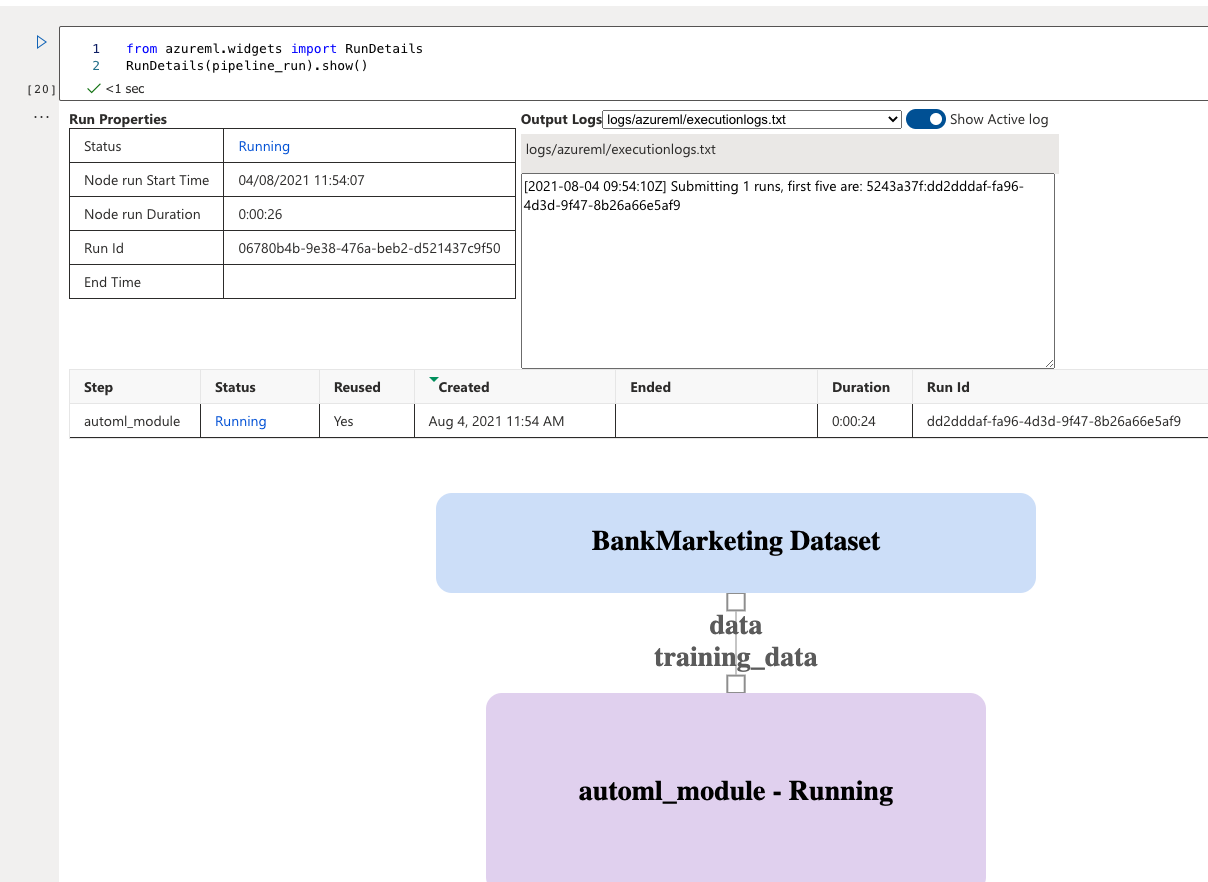 1 from azureml.widgets import RunDetails
2 RunDetails(pipeline_run).show()
[20]
<1 sec
...
Run Properties
Status Running
Node run Start Time 04/08/2021 11:54:07
Node run Duration 0:00:26
Run Id 06780b4b-9e38-476a-beb2-d521437c9f50
End Time
Output Logs logs/azureml/executionlogs.txt Show Active log
logs/azureml/executionlogs.txt
[2021-08-04 09:54:10Z] Submitting 1 runs, first five are: 5243a37f:dd2dddaf-fa96-
4d3d-9f47-8b26a66e5af9
Step Status Reused Created Ended Duration Run Id
automl_module Running Yes Aug 4, 2021 11:54 AM 0:00:24 dd2dddaf-fa96-4d3d-9f47-8b26a66e5af9
BankMarketing Dataset
data
training_data
automl_module - Running